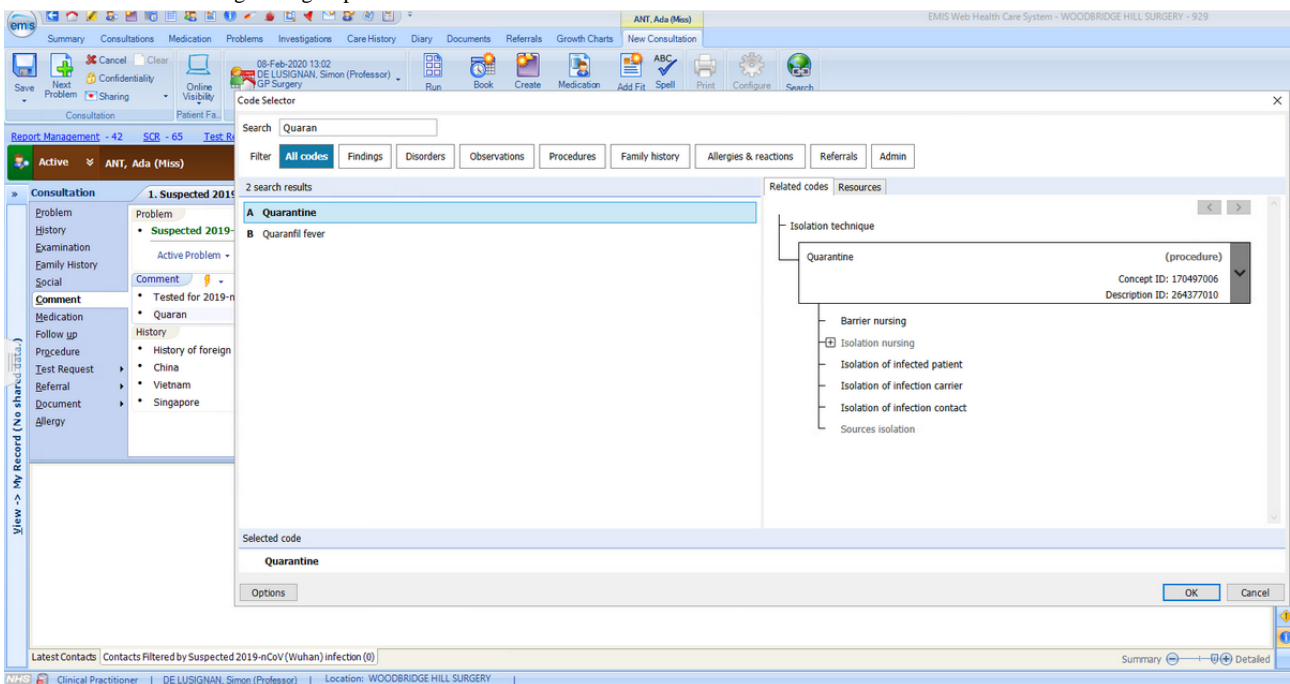 emis
ANT, Ada (Miss)
EMIS Web Health Care System - WOODBRIDGE HILL SURGERY - 929
Summary Consultations Medication Problems Investigations Care History Diary Documents Referrals Growth Charts New Consultation
Save
Next Problem
Cancel
Clear
Confidentiality
Sharing
Consultation
Online Visibility
Patient Fa...
08-Feb-2020 13:02
DE LUSIGNAN, Simon (Professor)
GP Surgery
Run
Book
Create
Medication
Add Fit
ABC
Spell
Print
Configure
Search
Report Management - 42 SCR - 65 Test Re
Active ANT, Ada (Miss)
Code Selector
Search Quaran
Filter All codes Findings Disorders Observations Procedures Family history Allergies & reactions Referrals Admin
2 search results
A Quarantine
B Quaranfil fever
Related codes Resources
Isolation technique
Quarantine (procedure)
Concept ID: 170497006
Description ID: 264377010
Barrier nursing
Isolation nursing
Isolation of infected patient
Isolation of infection carrier
Isolation of infection contact
Sources isolation
Selected code
Quarantine
Options
OK Cancel
Consultation
Problem
History
Examination
Family History
Social
Comment
Medication
Follow up
Procedure
Test Request
Referral
Document
Allergy
1. Suspected 2019
Problem
Suspected 2019-
Active Problem
Comment
Tested for 2019-n
Quaran
History
History of foreign
China
Vietnam
Singapore
View -> My Record (No shared data.)
Latest Contacts Contacts Filtered by Suspected 2019-nCoV (Wuhan) infection (0)
Summary Detailed
NHS Clinical Practitioner | DE LUSIGNAN, Simon (Professor) | Location: WOODBRIDGE HILL SURGERY |